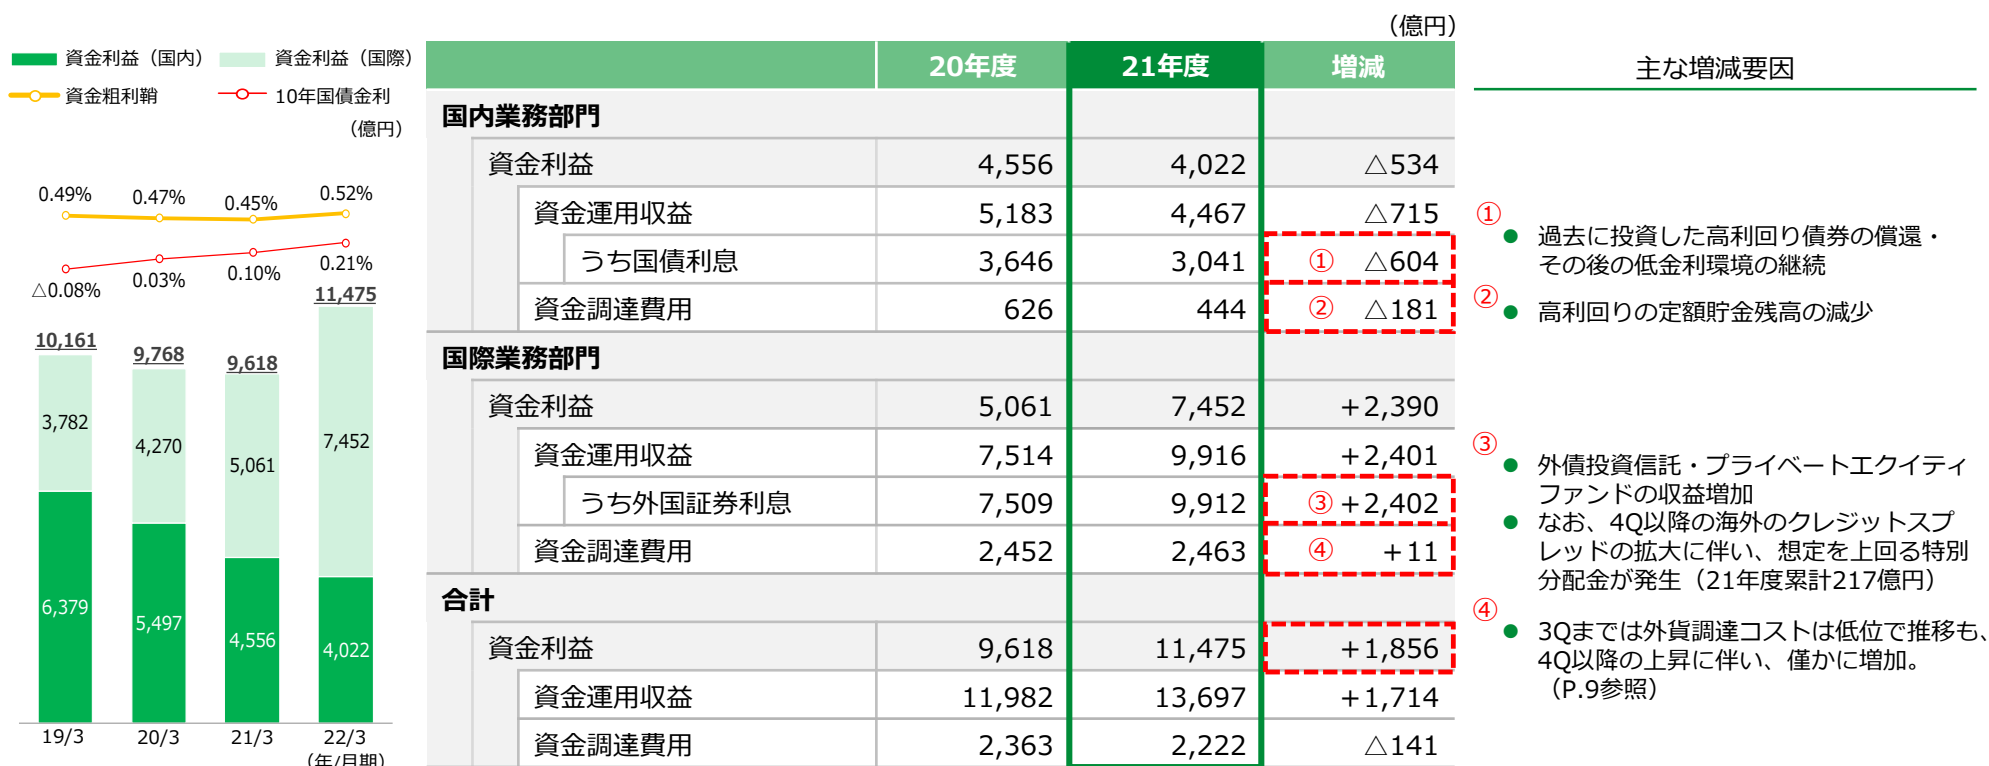 資金利益（国内） 資金利益（国際）
資金粗利鞘 10年国債金利
（億円）
0.49% 0.47% 0.45% 0.52%
△0.08% 0.03% 0.10% 0.21%
10,161 9,768 9,618 11,475
3,782 4,270 5,061 7,452
6,379 5,497 4,556 4,022
19/3 20/3 21/3 22/3
（年/月期）
（億円）
20年度 21年度 増減
国内業務部門
資金利益 4,556 4,022 △534
資金運用収益 5,183 4,467 △715
うち国債利息 3,646 3,041 ① △604
資金調達費用 626 444 ② △181
国際業務部門
資金利益 5,061 7,452 +2,390
資金運用収益 7,514 9,916 +2,401
うち外国証券利息 7,509 9,912 ③ +2,402
資金調達費用 2,452 2,463 ④ +11
合計
資金利益 9,618 11,475 +1,856
資金運用収益 11,982 13,697 +1,714
資金調達費用 2,363 2,222 △141
主な増減要因
①
● 過去に投資した高利回り債券の償還・
その後の低金利環境の継続
②
● 高利回りの定額貯金残高の減少
③
● 外債投資信託・プライベートエクイティ
ファンドの収益増加
● なお、4Q以降の海外のクレジットスプ
レッドの拡大に伴い、想定を上回る特別
分配金が発生（21年度累計217億円）
④
● 3Qまでは外貨調達コストは低位で推移も、
4Q以降の上昇に伴い、僅かに増加。
（P.9参照）